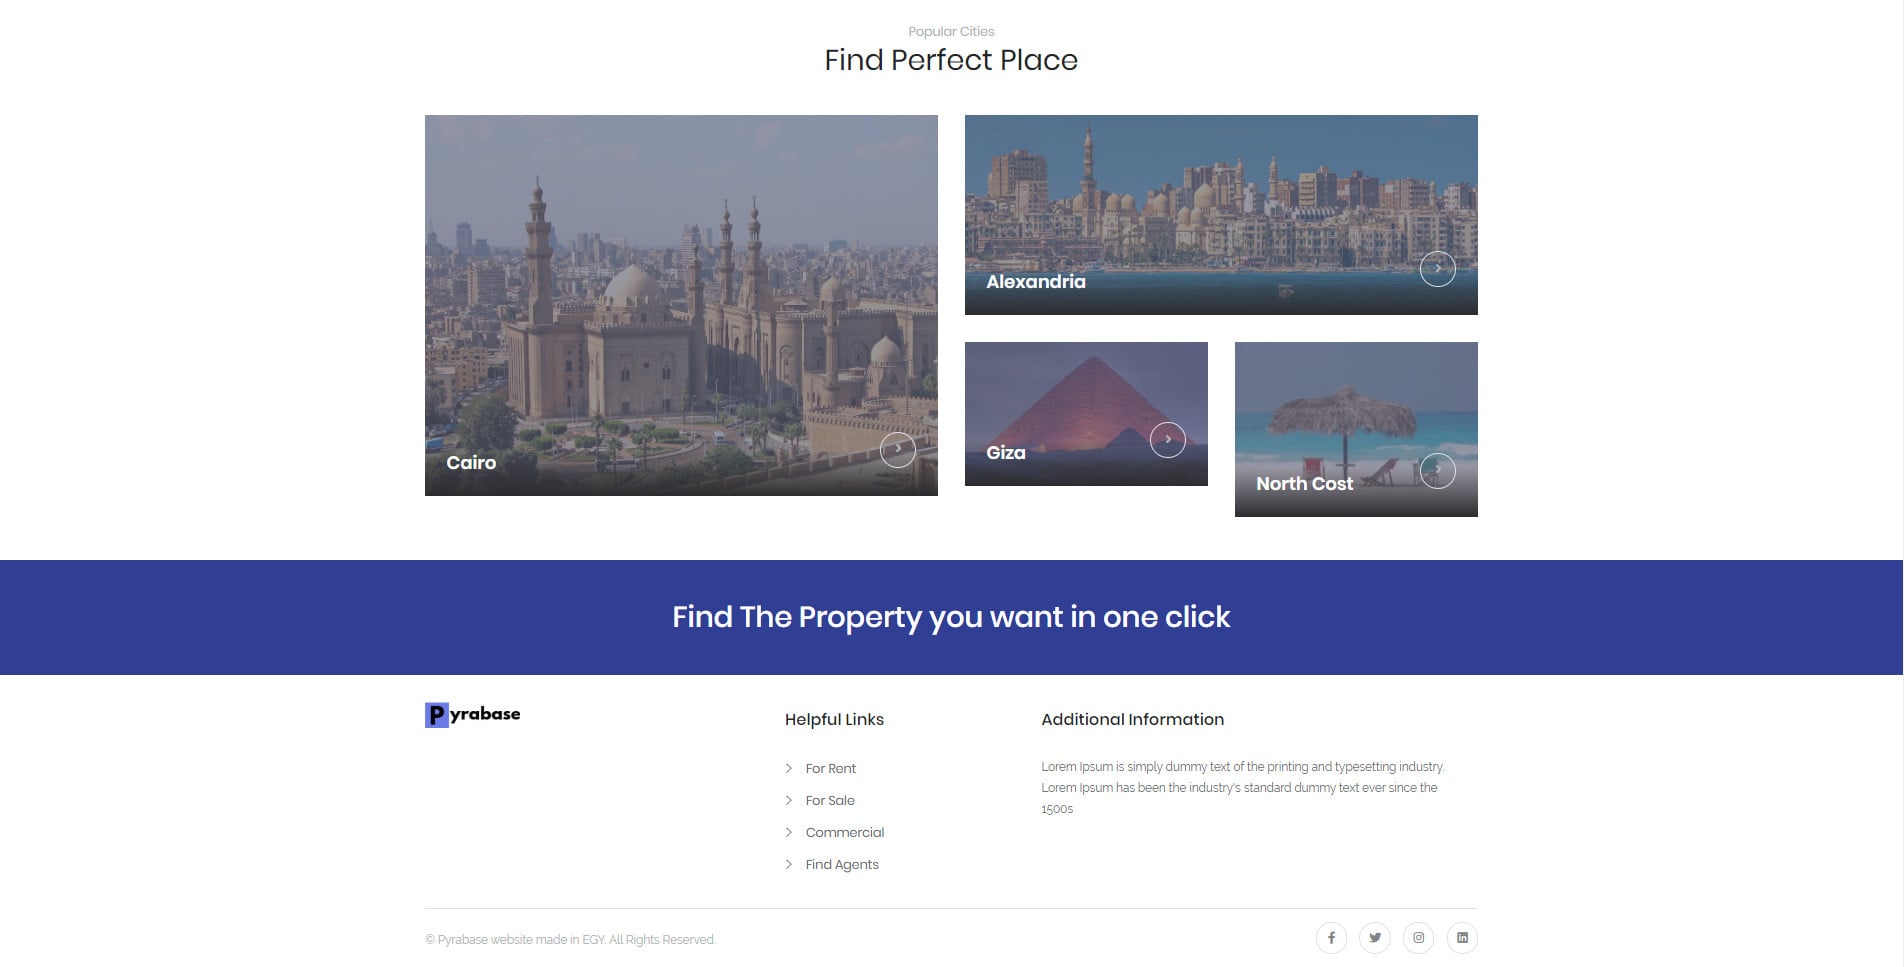 Popular Cities
Find Perfect Place
Cairo
Alexandria
Giza
North Cost
Find The Property you want in one click
Pyrabase
Helpful Links
For Rent
For Sale
Commercial
Find Agents
Additional Information
Lorem Ipsum is simply dummy text of the printing and typesetting industry.
Lorem Ipsum has been the industry's standard dummy text ever since the
1500s
© Pyrabase website made in EGY. All Rights Reserved.